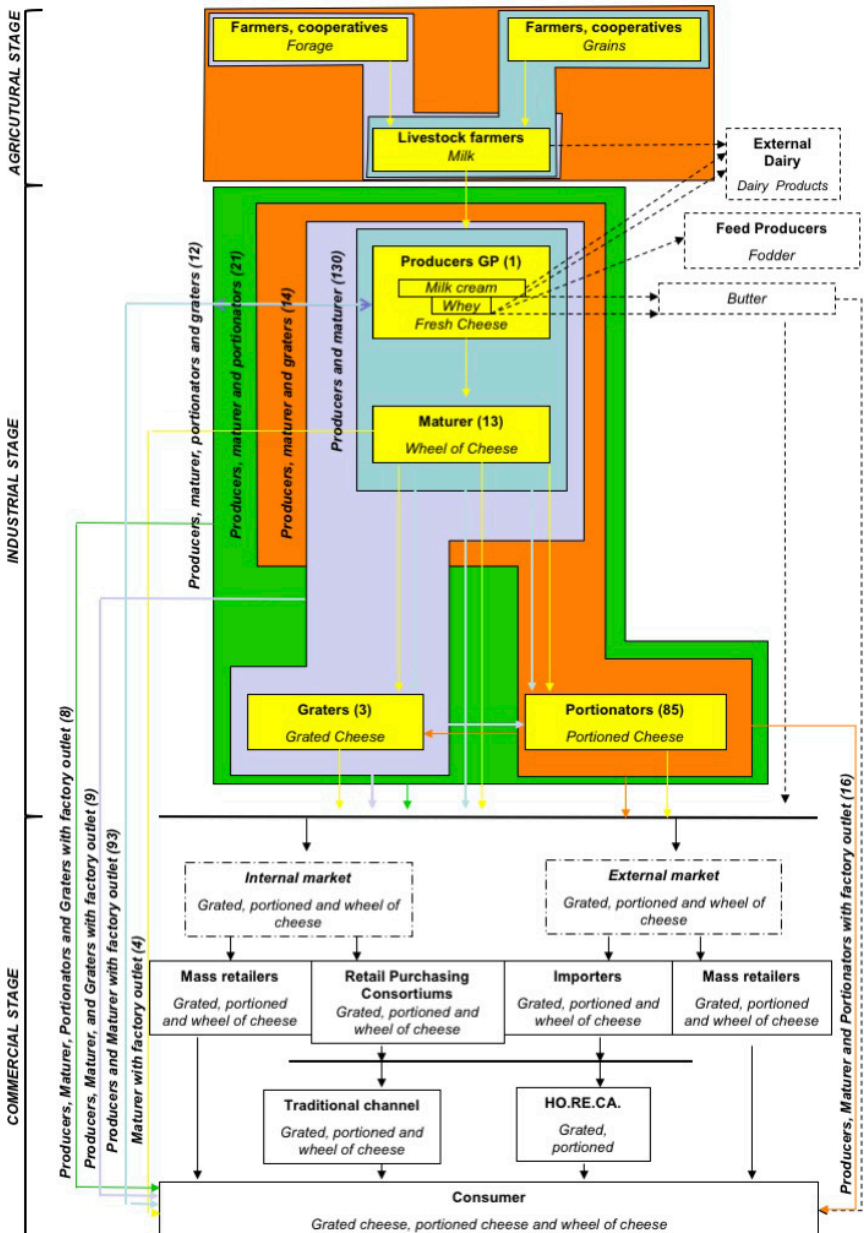 AGRICUTURAL STAGE
Farmers, cooperatives
Forage
Farmers, cooperatives
Grains
Livestock farmers
Milk
External
Dairy
Dairy Products
Feed Producers
Fodder
Butter
INDUSTRIAL STAGE
Producers, maturer, portionators and graters (12)
Producers, maturer and portionators (21)
Producers, maturer and graters (14)
Producers and maturer (130)
Producers GP (1)
Milk cream
Whey
Fresh Cheese
Maturer (13)
Wheel of Cheese
Graters (3)
Grated Cheese
Portionators (85)
Portioned Cheese
COMMERCIAL STAGE
Producers, Maturer, Portionators and Graters with factory outlet (8)
Producers, Maturer, and Graters with factory outlet (9)
Producers and Maturer with factory outlet (93)
Maturer with factory outlet (4)
Producers, Maturer and Portionators with factory outlet (16)
Internal market
Grated, portioned and wheel of
cheese
External market
Grated, portioned and wheel of
cheese
Mass retailers
Grated, portioned
and wheel of cheese
Retail Purchasing
Consortiums
Grated, portioned and
wheel of cheese
Importers
Grated, portioned and
wheel of cheese
Mass retailers
Grated, portioned
and wheel of cheese
Traditional channel
Grated, portioned and
wheel of cheese
HO.RE.CA.
Grated,
portioned
Consumer
Grated cheese, portioned cheese and wheel of cheese